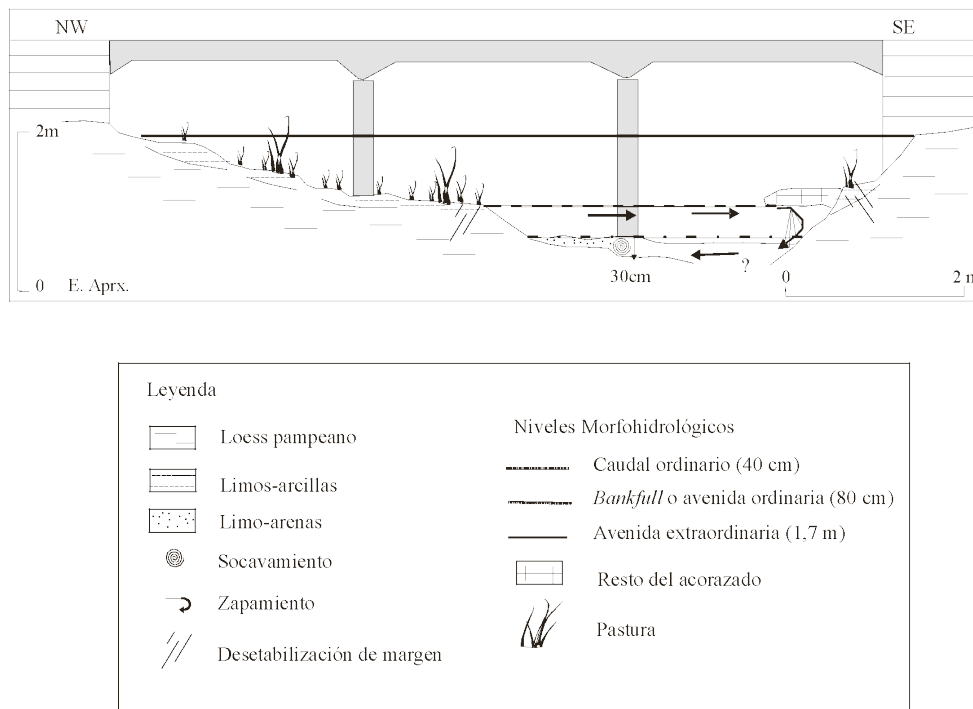 NW
SE
2m
0 E. Aprx.
30cm
?
0
2 m
Leyenda
Loess pampeano
Limos-arcillas
Limo-arenas
Socavamiento
Zapamiento
Desetabilización de margen
Niveles Morfohidrológicos
Caudal ordinario (40 cm)
Bankfull o avenida ordinaria (80 cm)
Avenida extraordinaria (1,7 m)
Resto del acorazado
Pastura